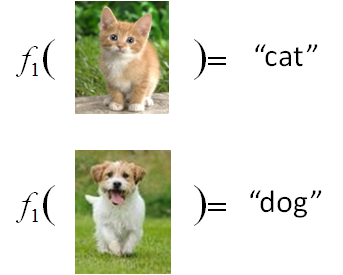 f₁( )= “cat”
f₁( )= “dog”